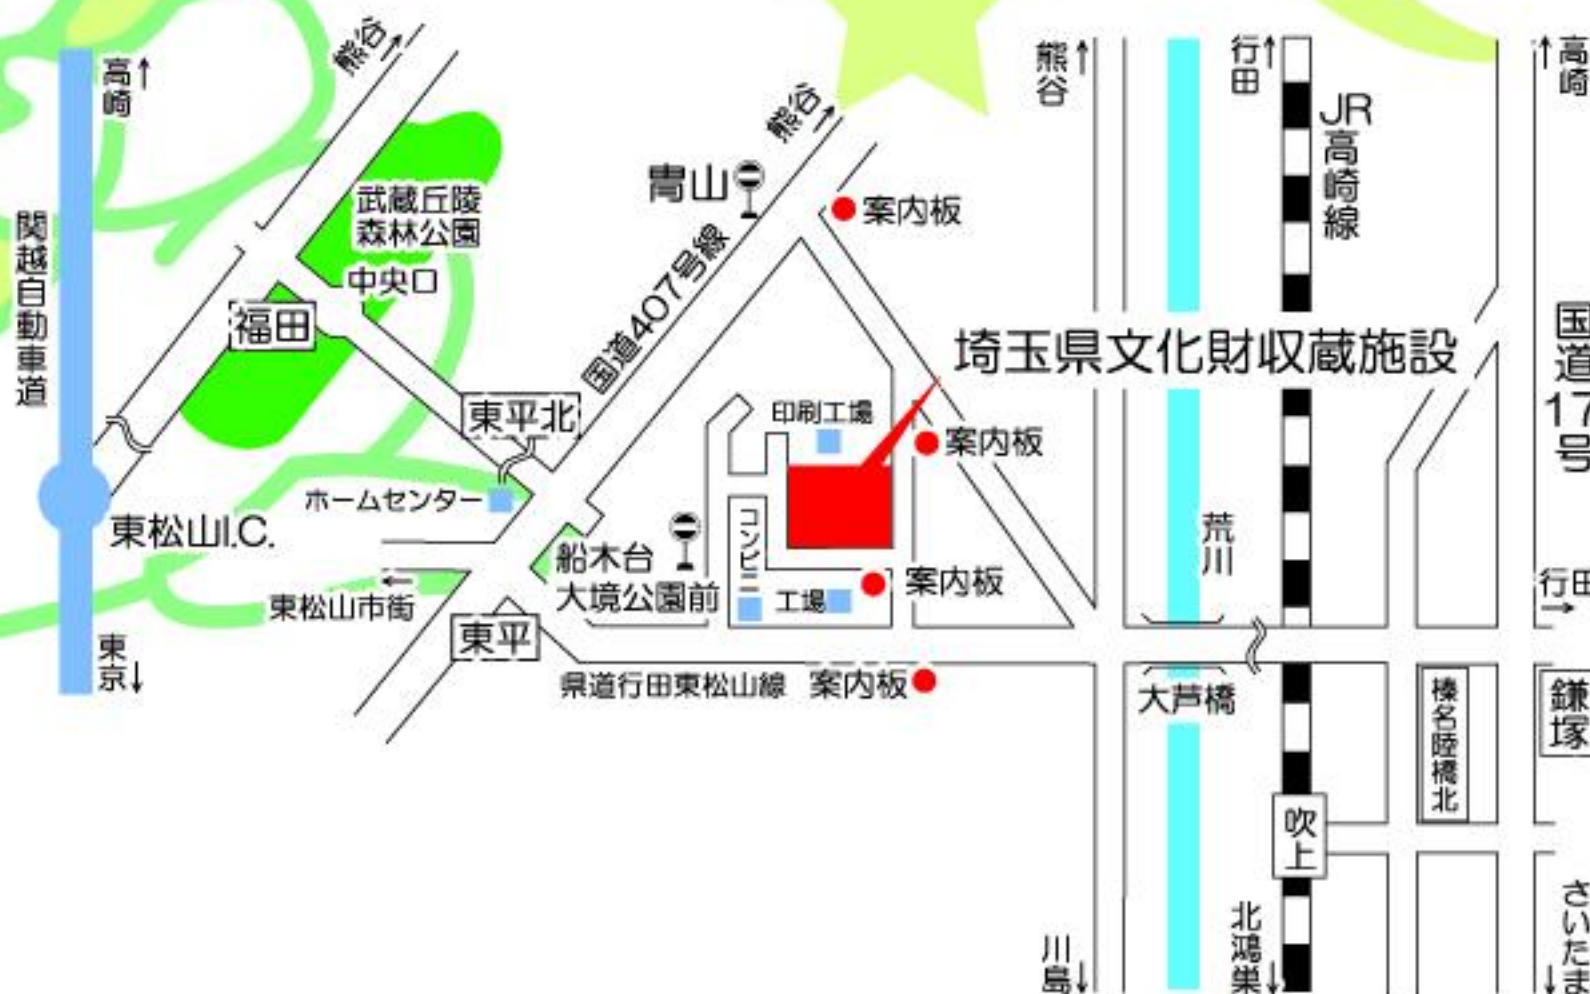 熊谷
高崎
関越自動車道
武蔵丘陵
森林公園
中央口
福田
東平北
ホームセンター
東松山I.C.
東松山市街
東京
東平
熊谷
冑山
国道407号線
案内板
印刷工場
埼玉県文化財収蔵施設
案内板
コンビニ
船木台
大境公園前
工場
案内板
県道行田東松山線
案内板
熊谷
行田
JR
高崎線
荒川
大芦橋
吹上
川島
北鴻巣
高崎
国道17号
行田
榛名陸橋北
鎌塚
さいたま